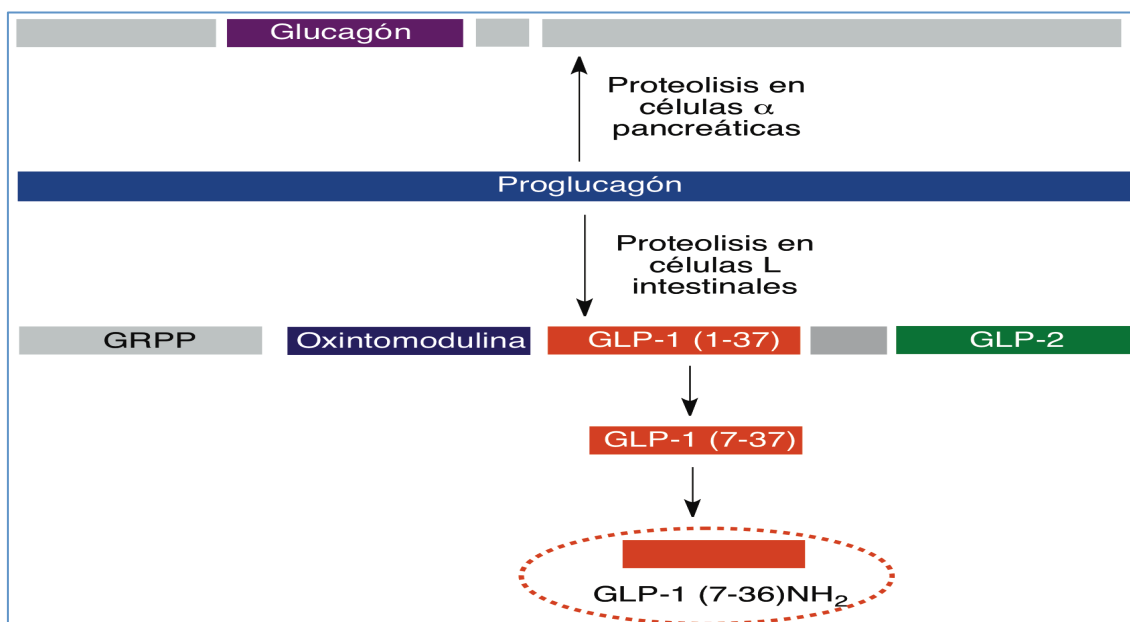 Glucagón
Proteolisis en
células α
pancreáticas
Proglucagón
Proteolisis en
células L
intestinales
GRPP
Oxintomodulina
GLP-1 (1-37)
GLP-2
GLP-1 (7-37)
GLP-1 (7-36)NH₂